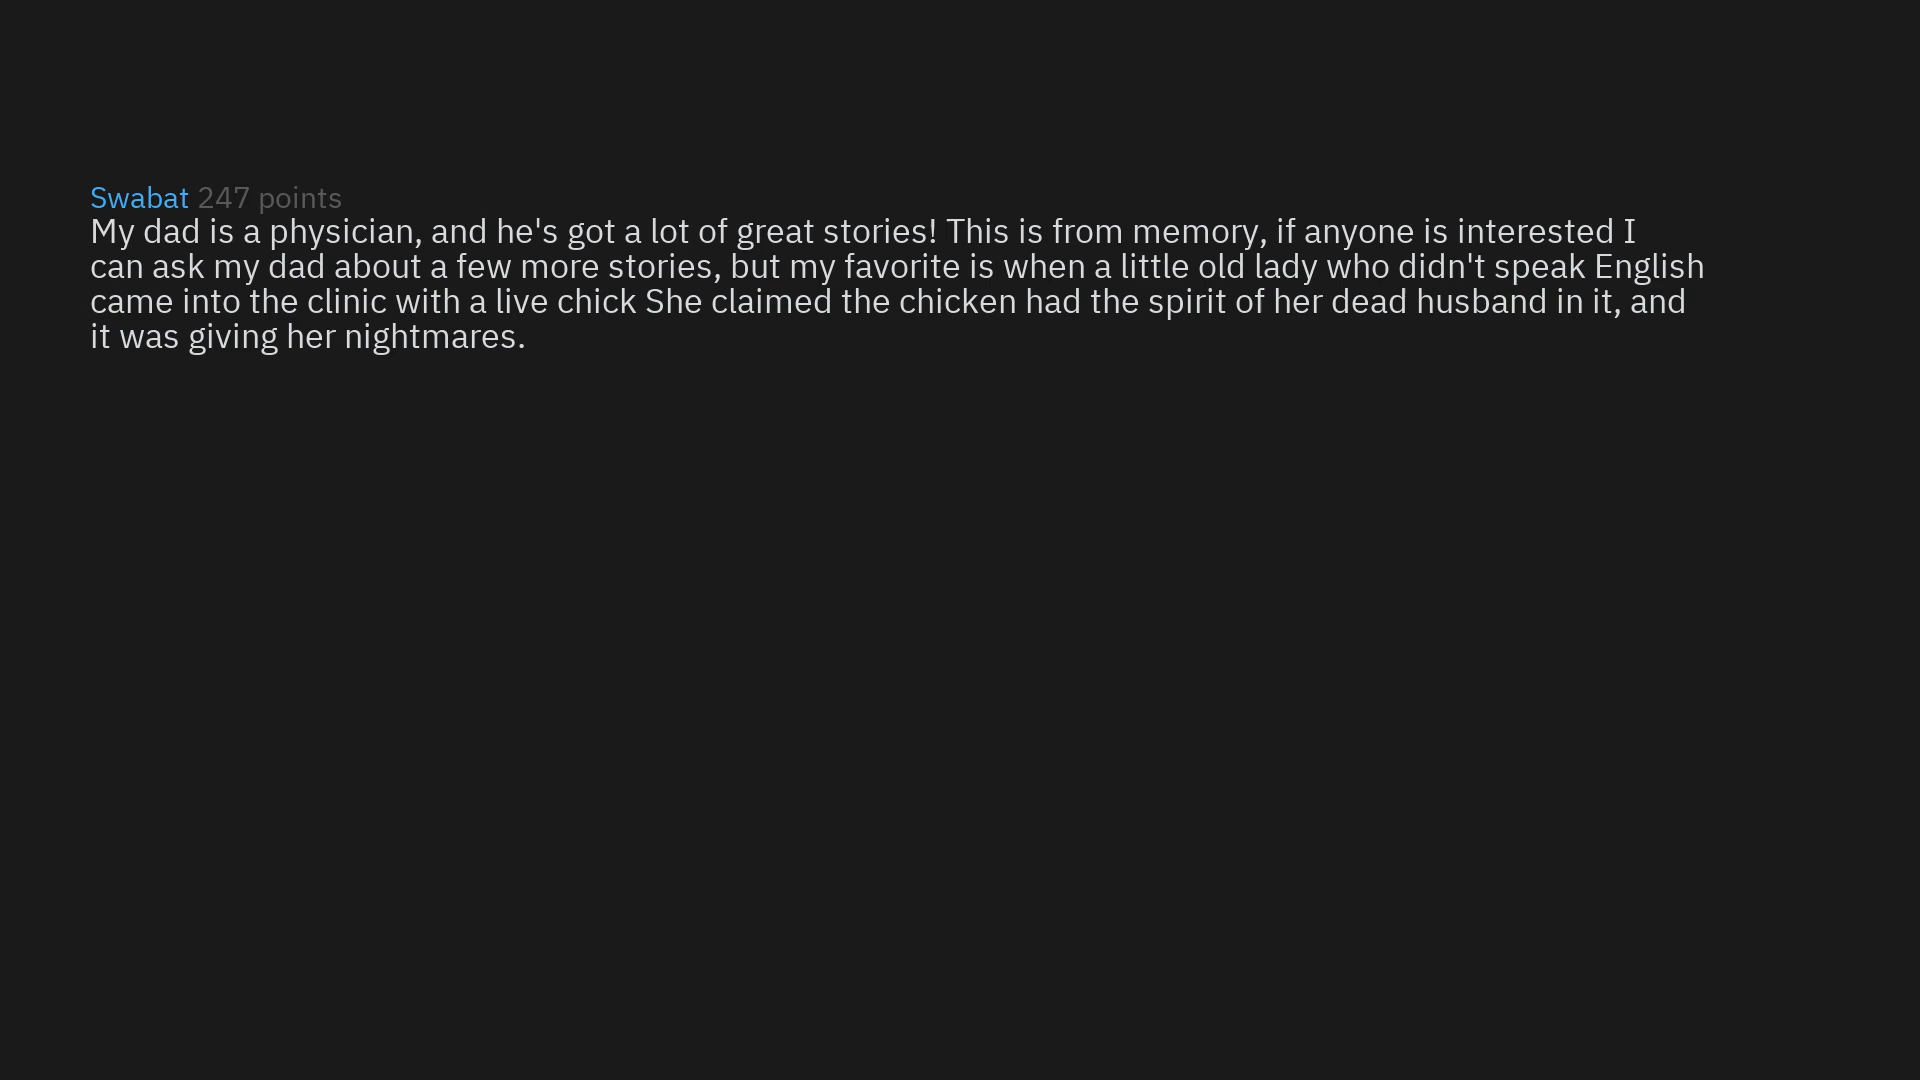 Swabat 247 points
My dad is a physician, and he's got a lot of great stories! This is from memory, if anyone is interested I
can ask my dad about a few more stories, but my favorite is when a little old lady who didn't speak English
came into the clinic with a live chick She claimed the chicken had the spirit of her dead husband in it, and
it was giving her nightmares.